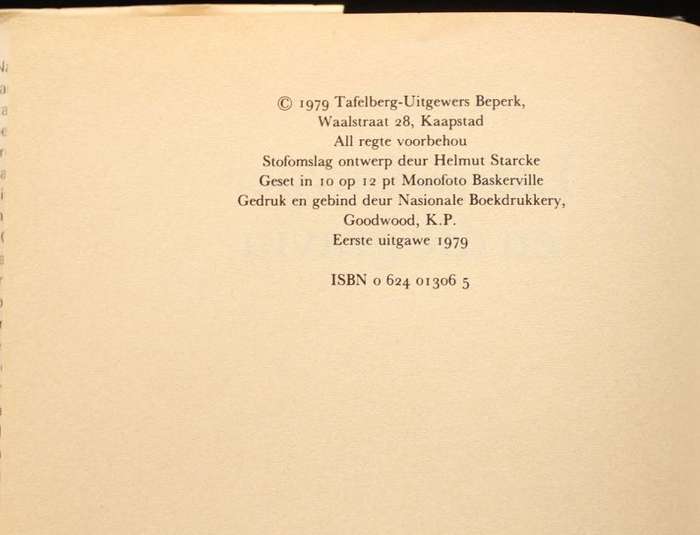 © 1979 Tafelberg-Uitgewers Beperk,
Waalstraat 28, Kaapstad
All regte voorbehou
Stofomslag ontwerp deur Helmut Starcke
Geset in 10 op 12 pt Monofoto Baskerville
Gedruk en gebind deur Nasionale Boekdrukkery,
Goodwood, K.P.
Eerste uitgawe 1979
ISBN 0 624 01306 5